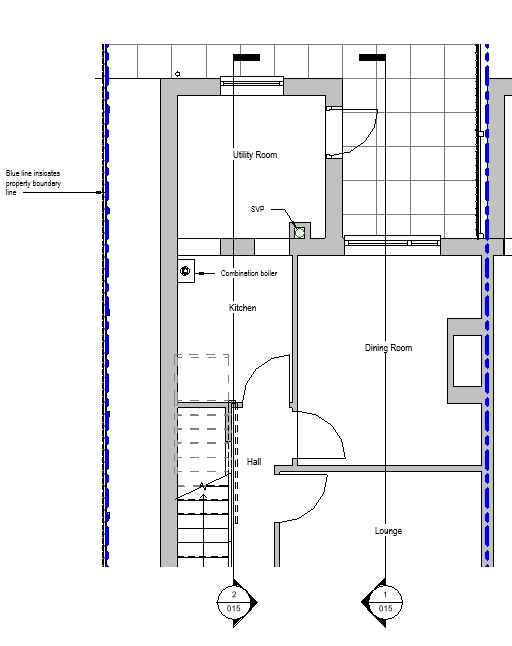 Utility Room
Blue line insicates
property boundary
line
SVP
Combination boiler
Kitchen
Dining Room
Hall
Lounge
2
015
1
015